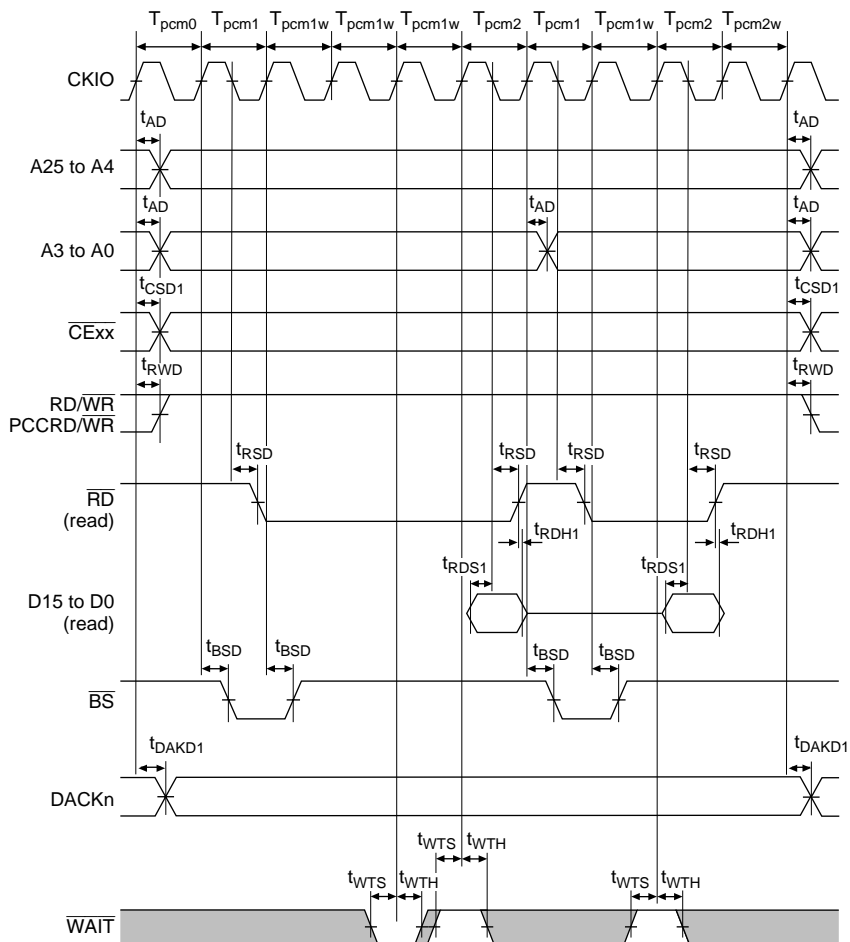 Tpcm0 Tpcm1 Tpcm1w Tpcm1w Tpcm1w Tpcm2 Tpcm1 Tpcm1w Tpcm2 Tpcm2w
CKIO
tAD tAD
A25 to A4
tAD tAD tAD
A3 to A0
tCSD1 tCSD1
CExx
tRWD tRWD
RD/WR
PCCRD/WR
tRSD tRSD tRSD tRSD
RD
(read)
tRDH1 tRDH1
tRDS1 tRDS1
D15 to D0
(read)
tBSD tBSD tBSD tBSD
BS
tDAKD1 tDAKD1
DACKn
tWTS tWTH
tWTS tWTH tWTS tWTH
WAIT